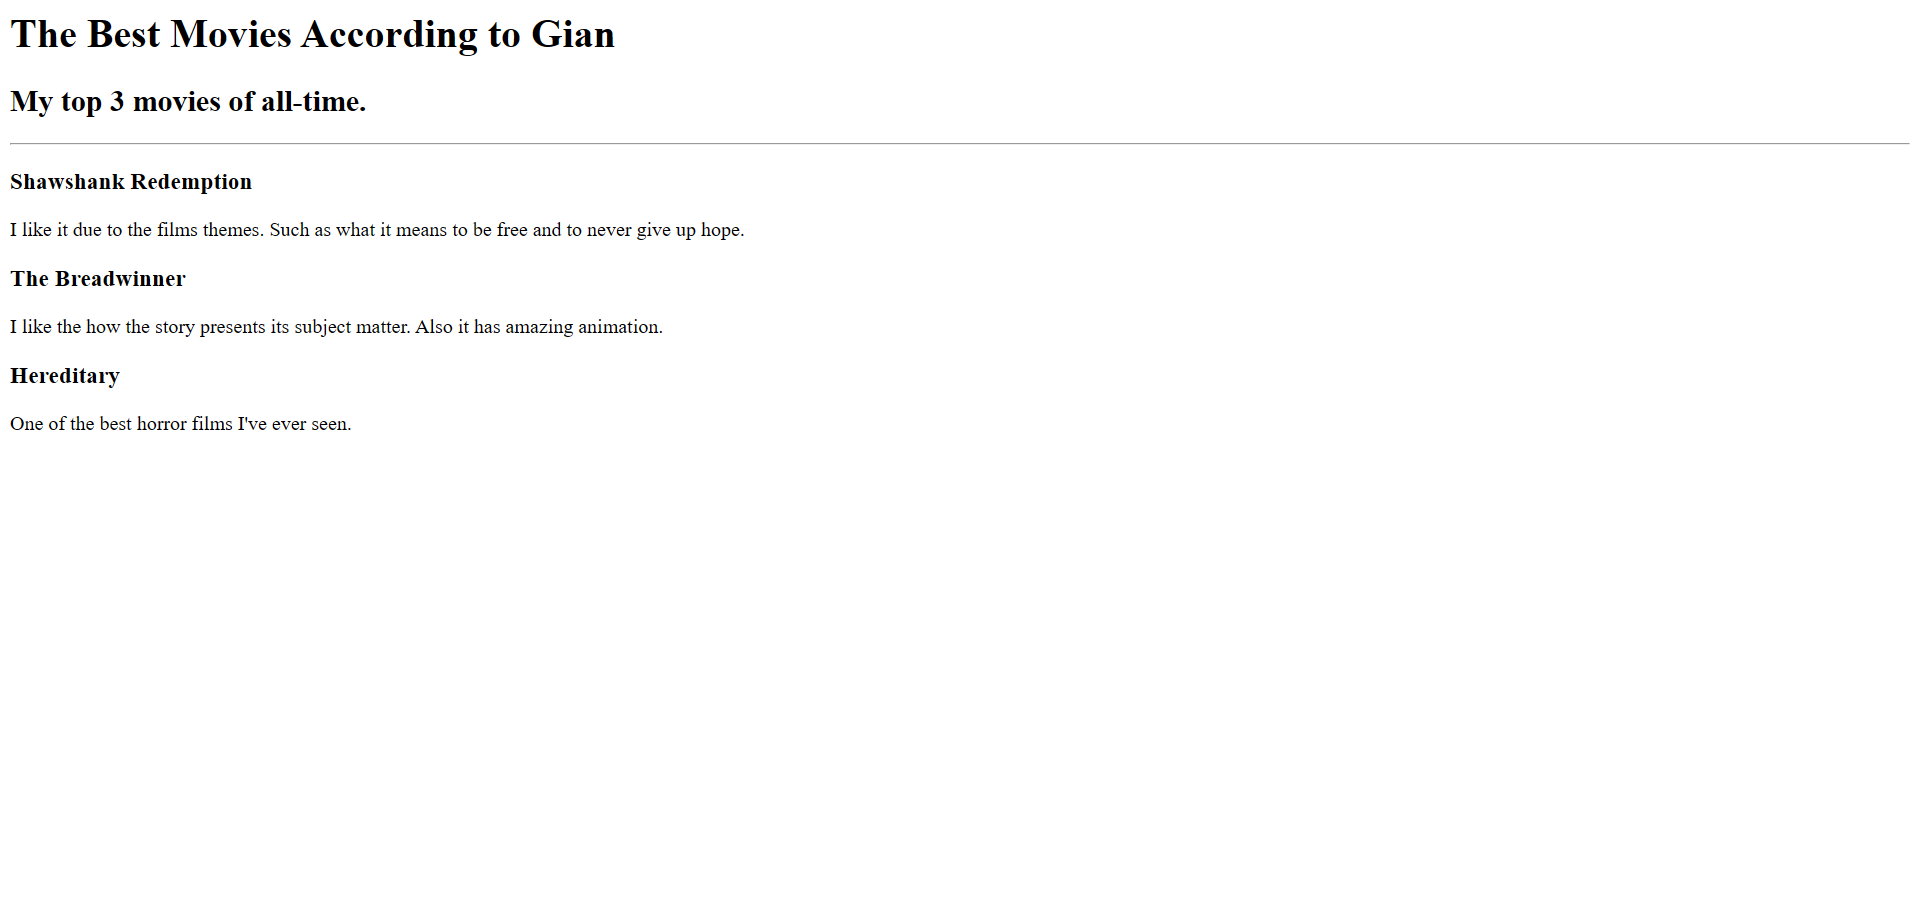 The Best Movies According to Gian
My top 3 movies of all-time.
Shawshank Redemption
I like it due to the films themes. Such as what it means to be free and to never give up hope.
The Breadwinner
I like the how the story presents its subject matter. Also it has amazing animation.
Hereditary
One of the best horror films I've ever seen.